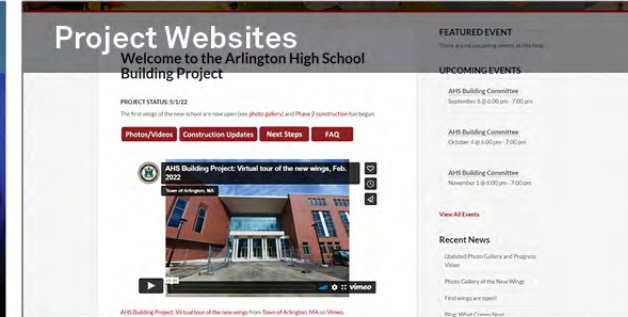 Project Websites
Welcome to the Arlington High School
Building Project
PROJECT STATUS: 5/1/22
The first wings of the new school are now open (see photo gallery) and Phase 2 construction has begun.
Photos/Videos
Construction Updates
Next Steps
FAQ
AHS Building Project: Virtual tour of the new wings, Feb.
2022
Town of Arlington, MA
vimeo
AHS Building Project: Virtual tour of the new wings from Town of Arlington, MA on Vimeo.
FEATURED EVENT
There are no upcoming events at this time.
UPCOMING EVENTS
AHS Building Committee
September 6 @ 6:00 pm - 7:00 pm
AHS Building Committee
October 4 @ 6:00 pm - 7:00 pm
AHS Building Committee
November 1 @ 6:00 pm - 7:00 pm
View All Events
Recent News
Updated Photo Gallery and Progress
Video
Photo Gallery of the New Wings
First wings are open!
Blog: What Comes Next